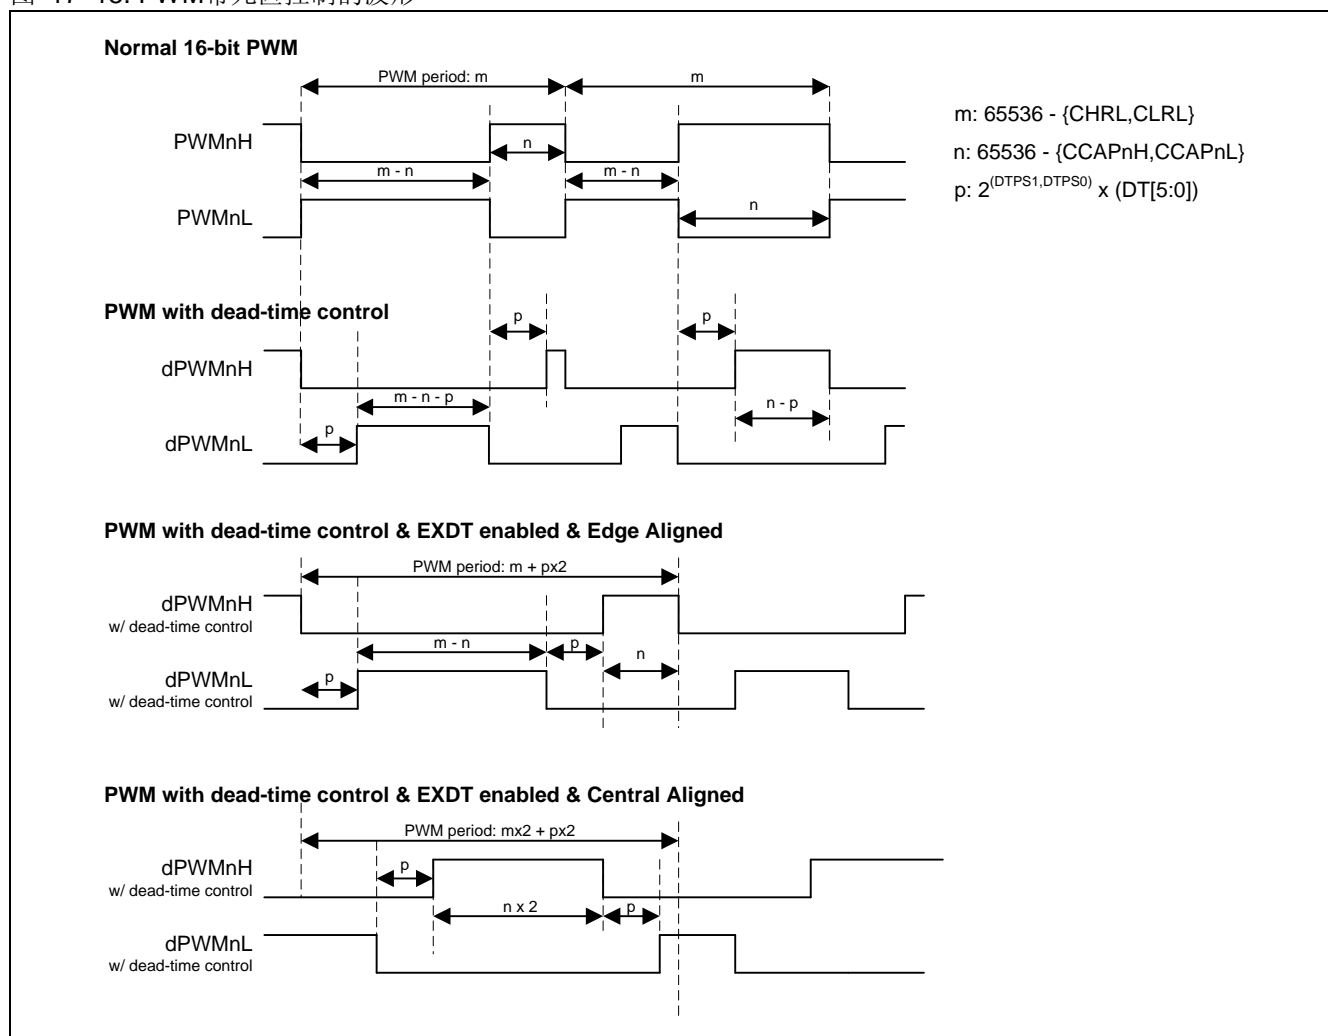 Normal 16-bit PWM
PWM period: m
m
m: 65536 - {CHRL,CLRL}
PWMnH
n
n: 65536 - {CCAPnH,CCAPnL}
m - n
m - n
p: 2^(DTPS1,DTPS0) x (DT[5:0])
PWMnL
n
PWM with dead-time control
p
p
dPWMnH
m - n - p
n - p
p
dPWMnL
PWM with dead-time control & EXDT enabled & Edge Aligned
PWM period: m + px2
dPWMnH
w/ dead-time control
m - n
p
n
p
dPWMnL
w/ dead-time control
PWM with dead-time control & EXDT enabled & Central Aligned
PWM period: mx2 + px2
dPWMnH
w/ dead-time control
p
n x 2
p
dPWMnL
w/ dead-time control